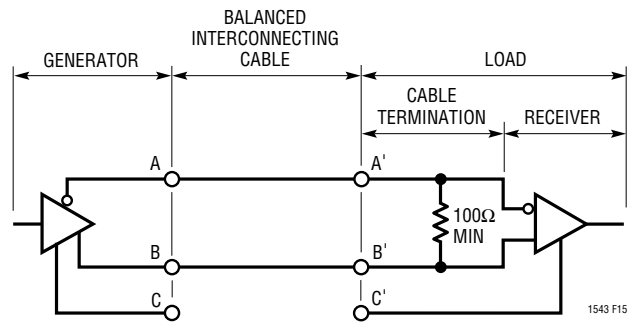 BALANCED
INTERCONNECTING
CABLE
GENERATOR
LOAD
CABLE
TERMINATION
RECEIVER
A
A'
100Ω
MIN
B
B'
C
C'
1543 F15